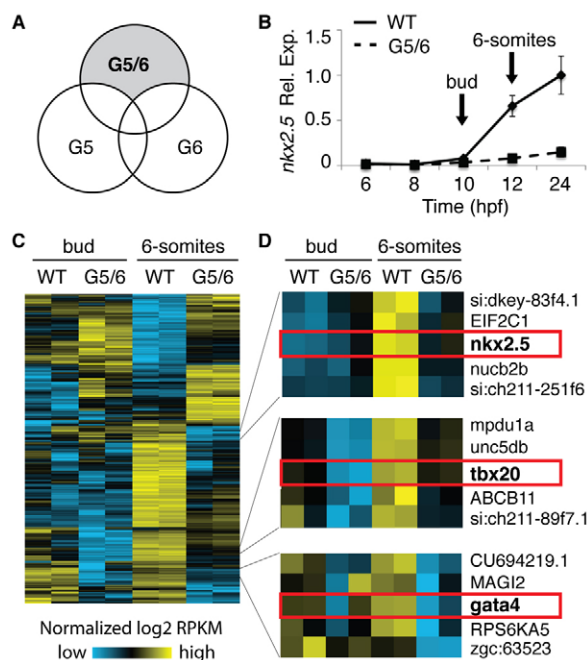 A
G5/6
G5
G6
B
WT
G5/6
nkx2.5 Rel. Exp.
1.5
1.0
0.5
0
bud
6-somites
6 8 10 12 24
Time (hpf)
C
bud 6-somites
WT G5/6 WT G5/6
Normalized log2 RPKM
low high
D
bud 6-somites
WT G5/6 WT G5/6
si:dkey-83f4.1
EIF2C1
nkx2.5
nucb2b
si:ch211-251f6
mpdu1a
unc5db
tbx20
ABCB11
si:ch211-89f7.1
CU694219.1
MAGI2
gata4
RPS6KA5
zgc:63523